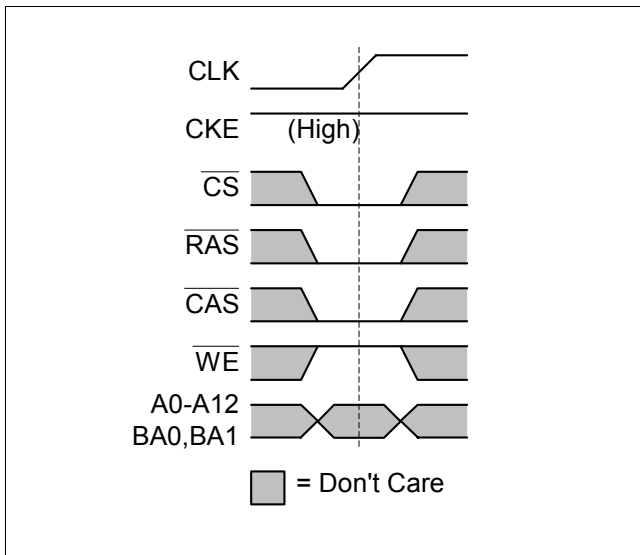 CLK
CKE (High)
CS
RAS
CAS
WE
A0-A12
BA0,BA1
= Don't Care